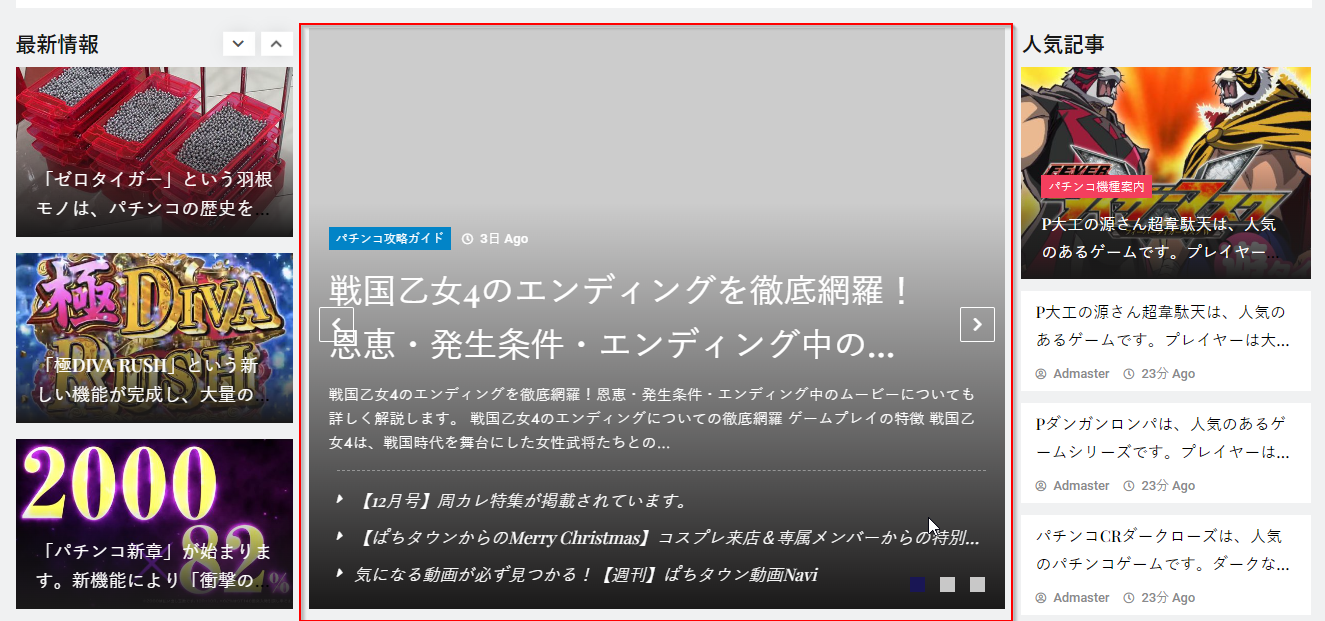 最新情報
「ゼロタイガー」という羽根
モノは、パチンコの歴史を...
極DIVA
RUSH
「極DIVA RUSH」という新
しい機能が完成し、大量の...
2000
×82%
「パチンコ新章」が始まりま
す。新機能により「衝撃の...
パチンコ攻略ガイド 3日 Ago
戦国乙女4のエンディングを徹底網羅！
恩恵・発生条件・エンディング中の...
戦国乙女4のエンディングを徹底網羅！恩恵・発生条件・エンディング中のムービーについても
詳しく解説します。 戦国乙女4のエンディングについての徹底網羅 ゲームプレイの特徴 戦国乙
女4は、戦国時代を舞台にした女性武将たちとの...
【12月号】周カレ特集が掲載されています。
【ぱちタウンからのMerry Christmas】コスプレ来店＆専属メンバーからの特別...
気になる動画が必ず見つかる！【週刊】ぱちタウン動画Navi
人気記事
FEVER
パチンコ機種案内
P大工の源さん超韋駄天は、人気
のあるゲームです。プレイヤー...
P大工の源さん超韋駄天は、人気の
あるゲームです。プレイヤーは大...
Admaster 23分 Ago
Pダンガンロンパは、人気のあるゲ
ームシリーズです。プレイヤーは...
Admaster 23分 Ago
パチンコCRダークローズは、人気
のパチンコゲームです。ダークな...
Admaster 23分 Ago